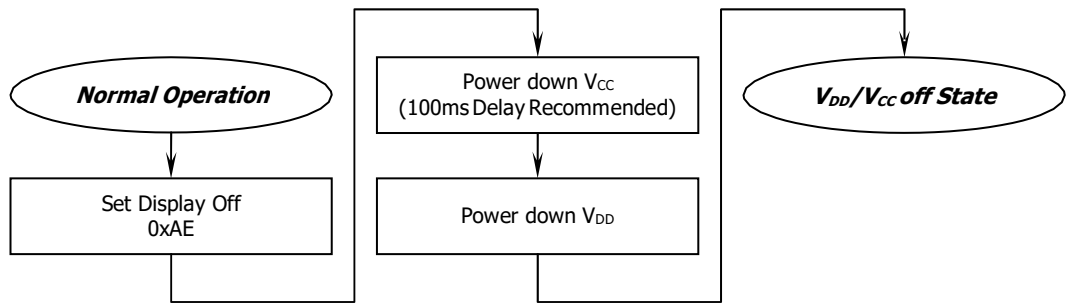 Normal Operation
Set Display Off
0xAE
Power down VCC
(100ms Delay Recommended)
Power down VDD
VDD/VCC off State